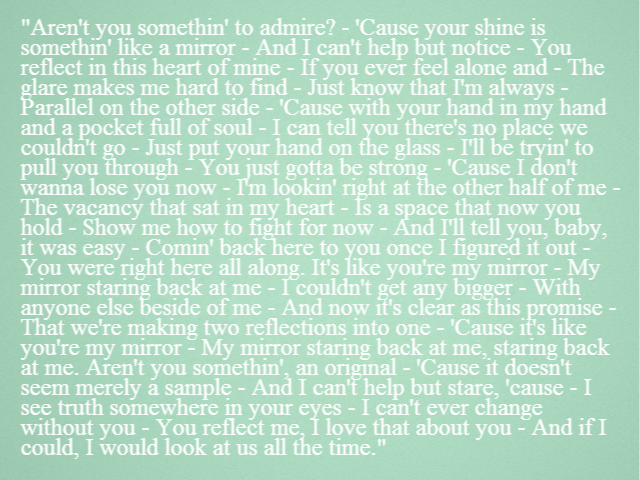 "Aren't you somethin' to admire? - 'Cause your shine is
somethin' like a mirror - And I can't help but notice - You
reflect in this heart of mine - If you ever feel alone and - The
glare makes me hard to find - Just know that I'm always -
Parallel on the other side - 'Cause with your hand in my hand
and a pocket full of soul - I can tell you there's no place we
couldn't go - Just put your hand on the glass - I'll be tryin' to
pull you through - You just gotta be strong - 'Cause I don't
wanna lose you now - I'm lookin' right at the other half of me -
The vacancy that sat in my heart - Is a space that now you
hold - Show me how to fight for now - And I'll tell you, baby,
it was easy - Comin' back here to you once I figured it out -
You were right here all along. It's like you're my mirror - My
mirror staring back at me - I couldn't get any bigger - With
anyone else beside of me - And now it's clear as this promise -
That we're making two reflections into one - 'Cause it's like
you're my mirror - My mirror staring back at me, staring back
at me. Aren't you somethin', an original - 'Cause it doesn't
seem merely a sample - And I can't help but stare, 'cause - I
see truth somewhere in your eyes - I can't ever change
without you - You reflect me, I love that about you - And if I
could, I would look at us all the time."